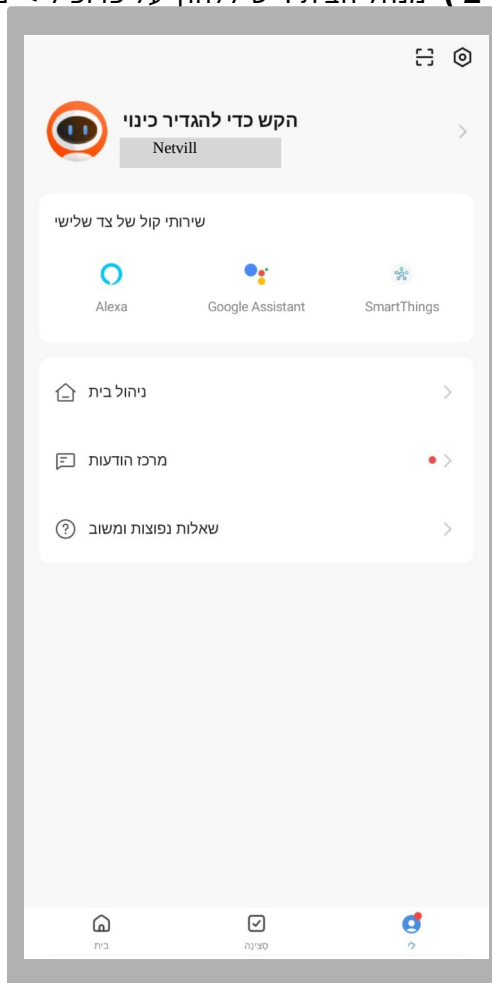 הקש כדי להגדיר כינוי
Netvill
שירותי קול של צד שלישי
Alexa
Google Assistant
SmartThings
ניהול בית
מרכז הודעות
שאלות נפוצות ומשוב
בית
סצינה
לי